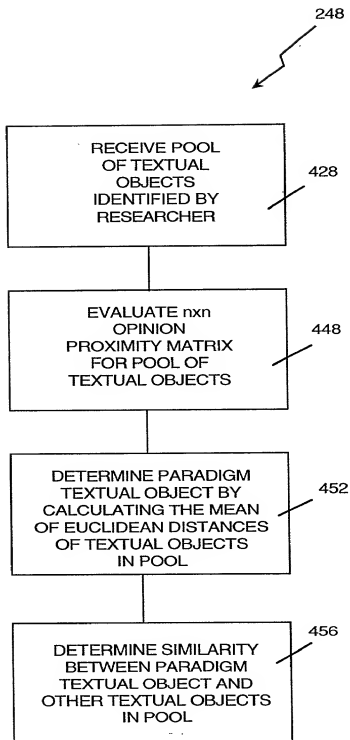 248
RECEIVE POOL
OF TEXTUAL
OBJECTS
IDENTIFIED BY
RESEARCHER
428
EVALUATE nxn
OPINION
PROXIMITY MATRIX
FOR POOL OF
TEXTUAL OBJECTS
448
DETERMINE PARADIGM
TEXTUAL OBJECT BY
CALCULATING THE MEAN
OF EUCLIDEAN DISTANCES
OF TEXTUAL OBJECTS
IN POOL
452
DETERMINE SIMILARITY
BETWEEN PARADIGM
TEXTUAL OBJECT AND
OTHER TEXTUAL OBJECTS
IN POOL
456